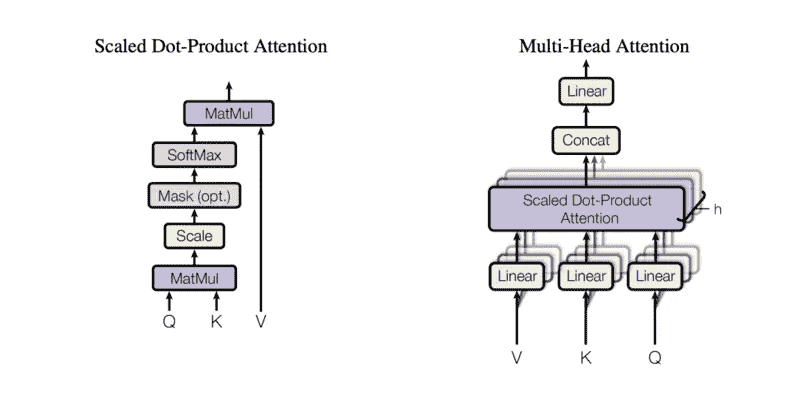 Scaled Dot-Product Attention
MatMul
SoftMax
Mask (opt.)
Scale
MatMul
Q K V
Multi-Head Attention
Linear
Concat
Scaled Dot-Product
Attention
h
Linear Linear Linear
V K Q